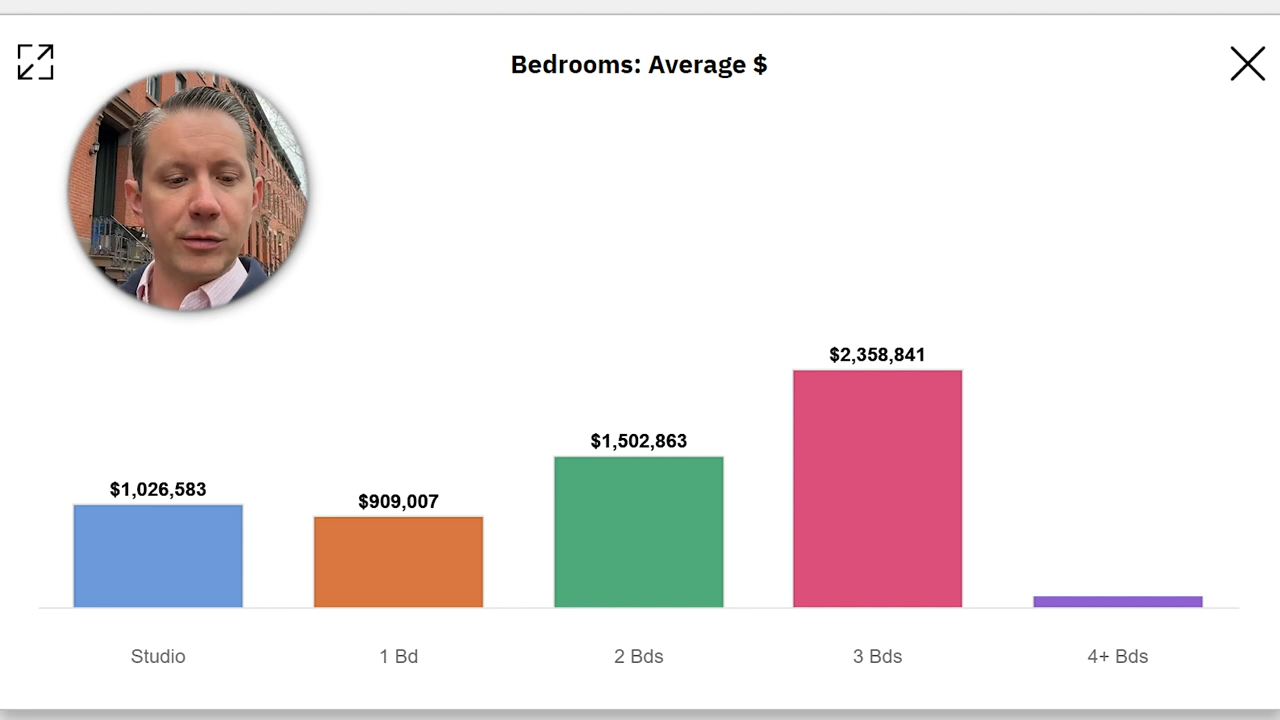 Bedrooms: Average $
$2,358,841
$1,502,863
$1,026,583
$909,007
Studio 1 Bd 2 Bds 3 Bds 4+ Bds